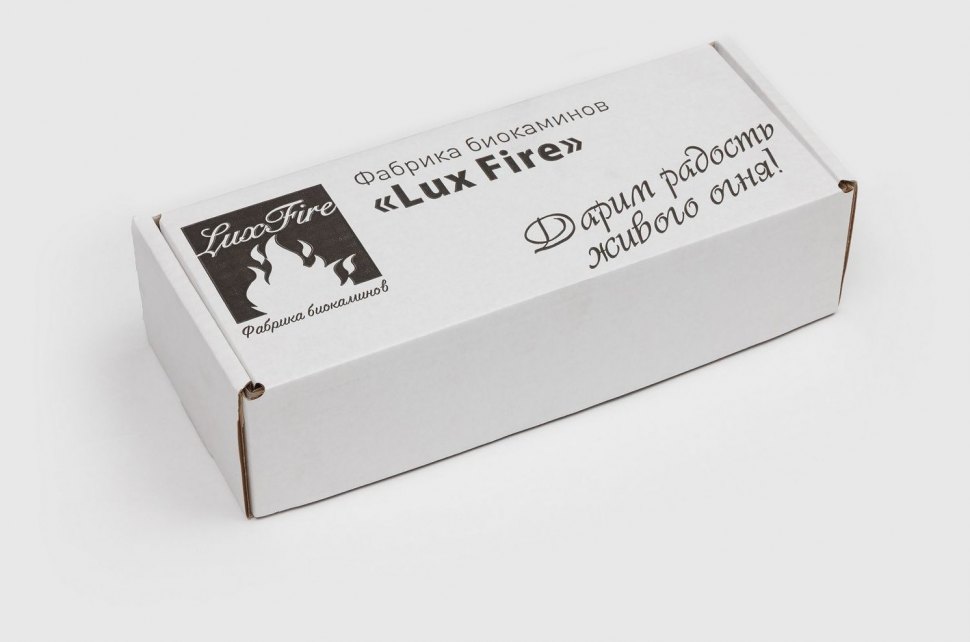 LuxFire
Фабрика биокаминов
Фабрика биокаминов
«Lux Fire»
Дарим радость
живого огня!